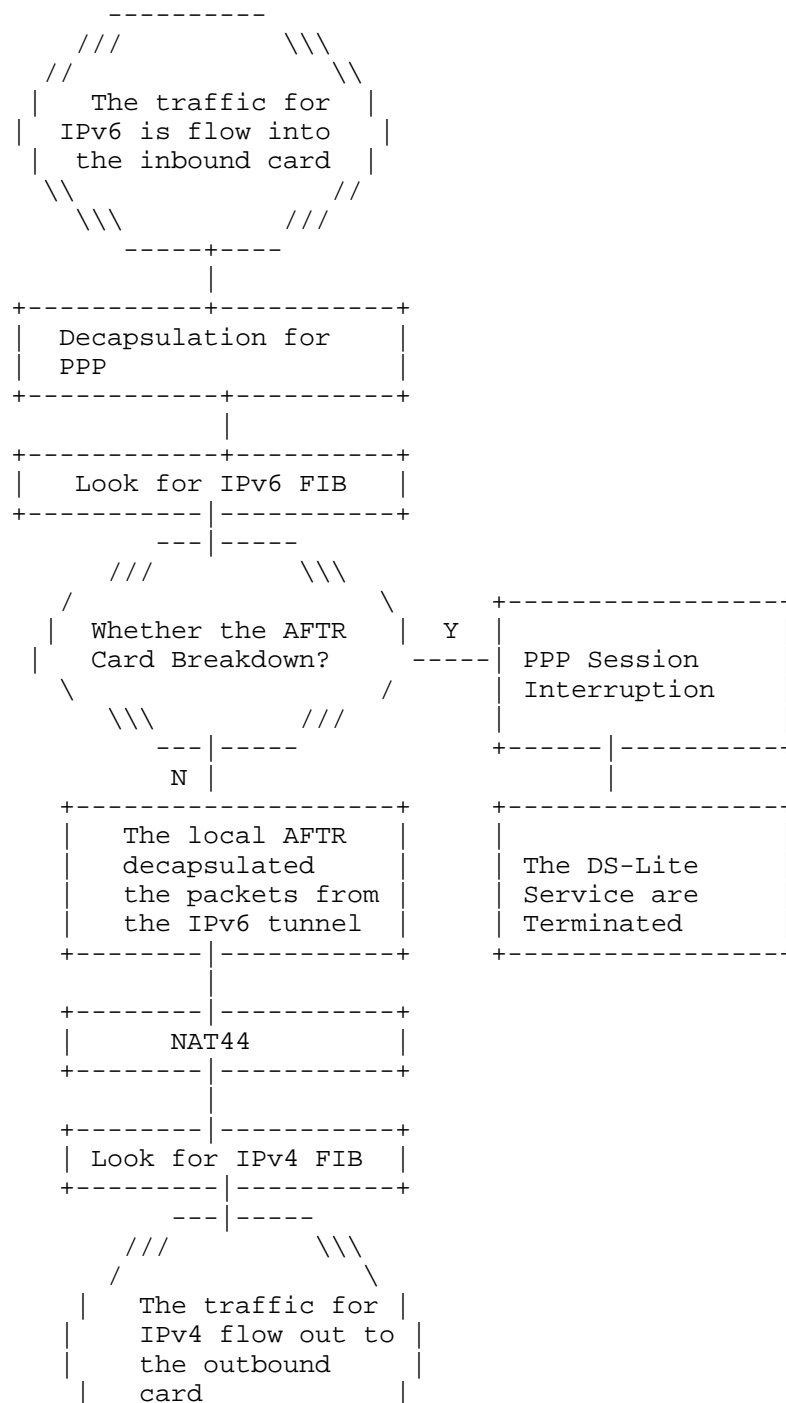 The traffic for
IPv6 is flow into
the inbound card
Decapsulation for
PPP
Look for IPv6 FIB
Whether the AFTR
Card Breakdown?
Y
PPP Session
Interruption
N
The local AFTR
decapsulated
the packets from
the IPv6 tunnel
The DS-Lite
Service are
Terminated
NAT44
Look for IPv4 FIB
The traffic for
IPv4 flow out to
the outbound
card